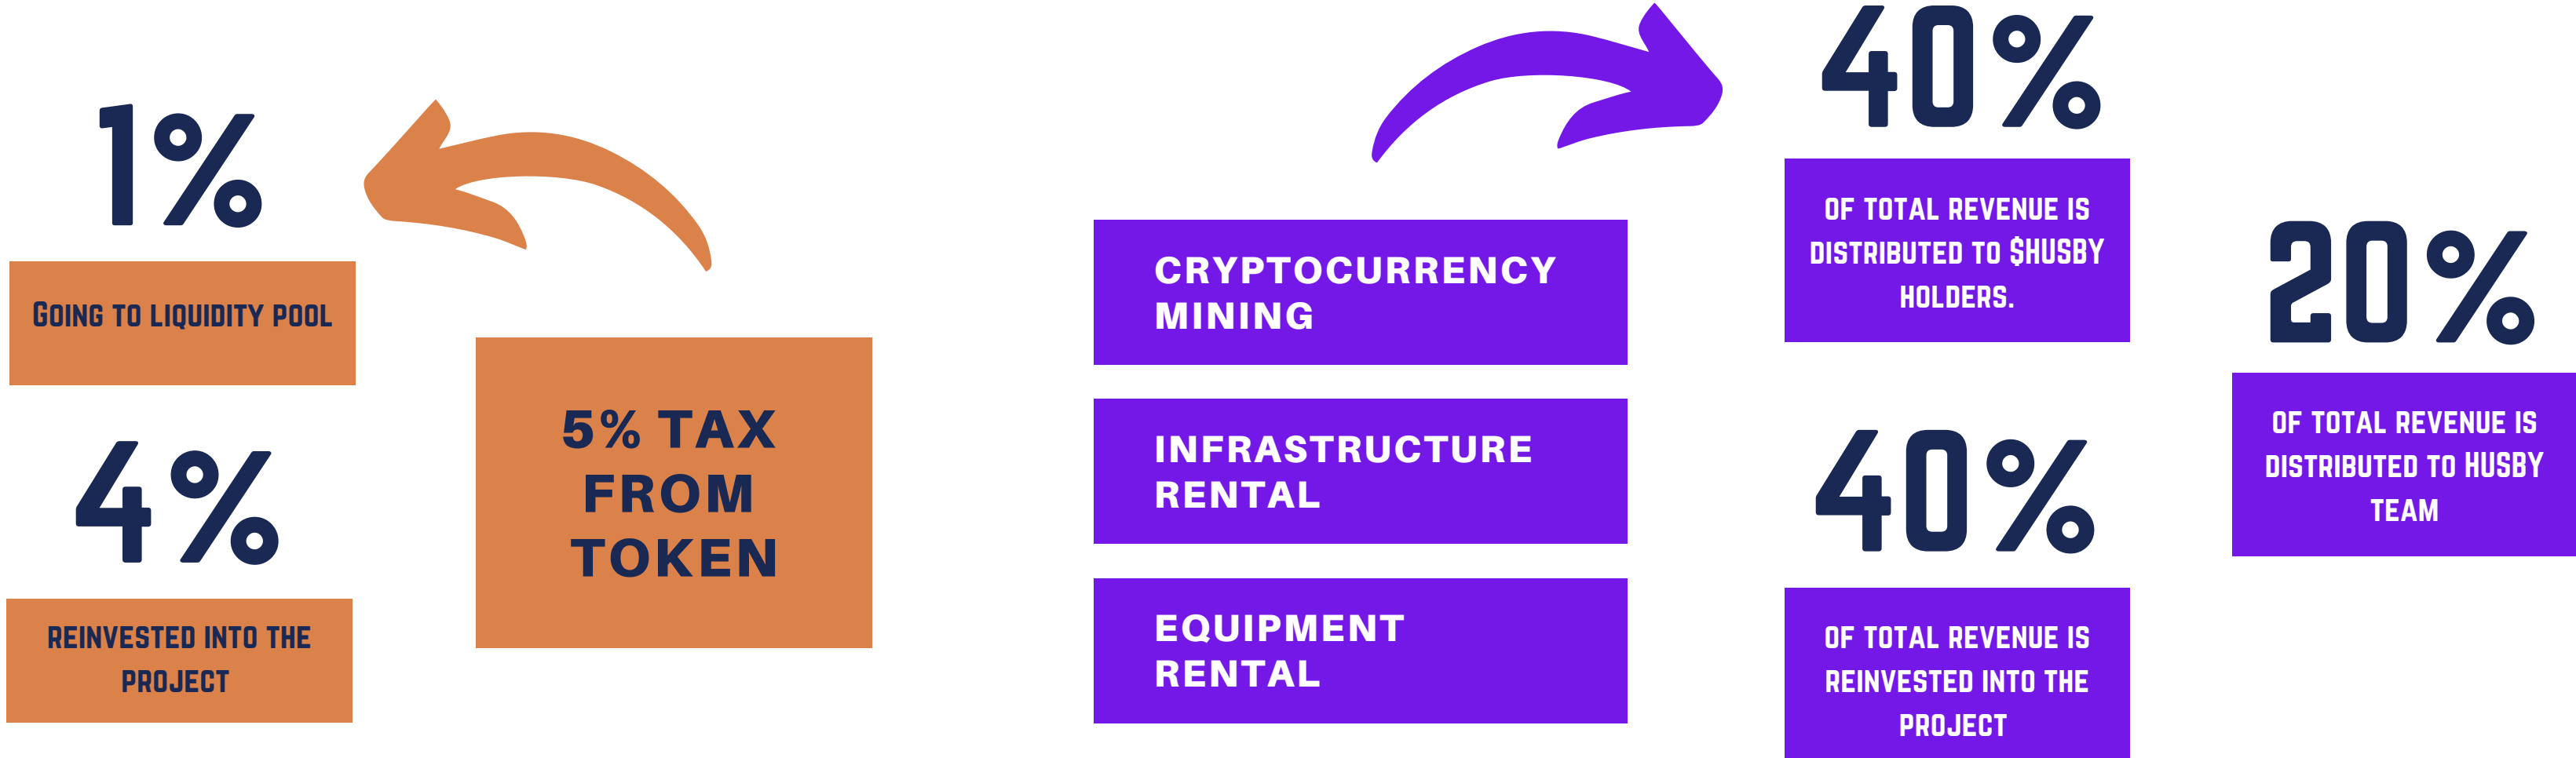 1%
Going to liquidity pool
4%
REINVESTED INTO THE
PROJECT
5% TAX
FROM
TOKEN
CRYPTOCURRENCY
MINING
INFRASTRUCTURE
RENTAL
EQUIPMENT
RENTAL
40%
OF TOTAL REVENUE IS
DISTRIBUTED TO $HUSBY
HOLDERS.
40%
OF TOTAL REVENUE IS
REINVESTED INTO THE
PROJECT
20%
OF TOTAL REVENUE IS
DISTRIBUTED TO HUSBY
TEAM